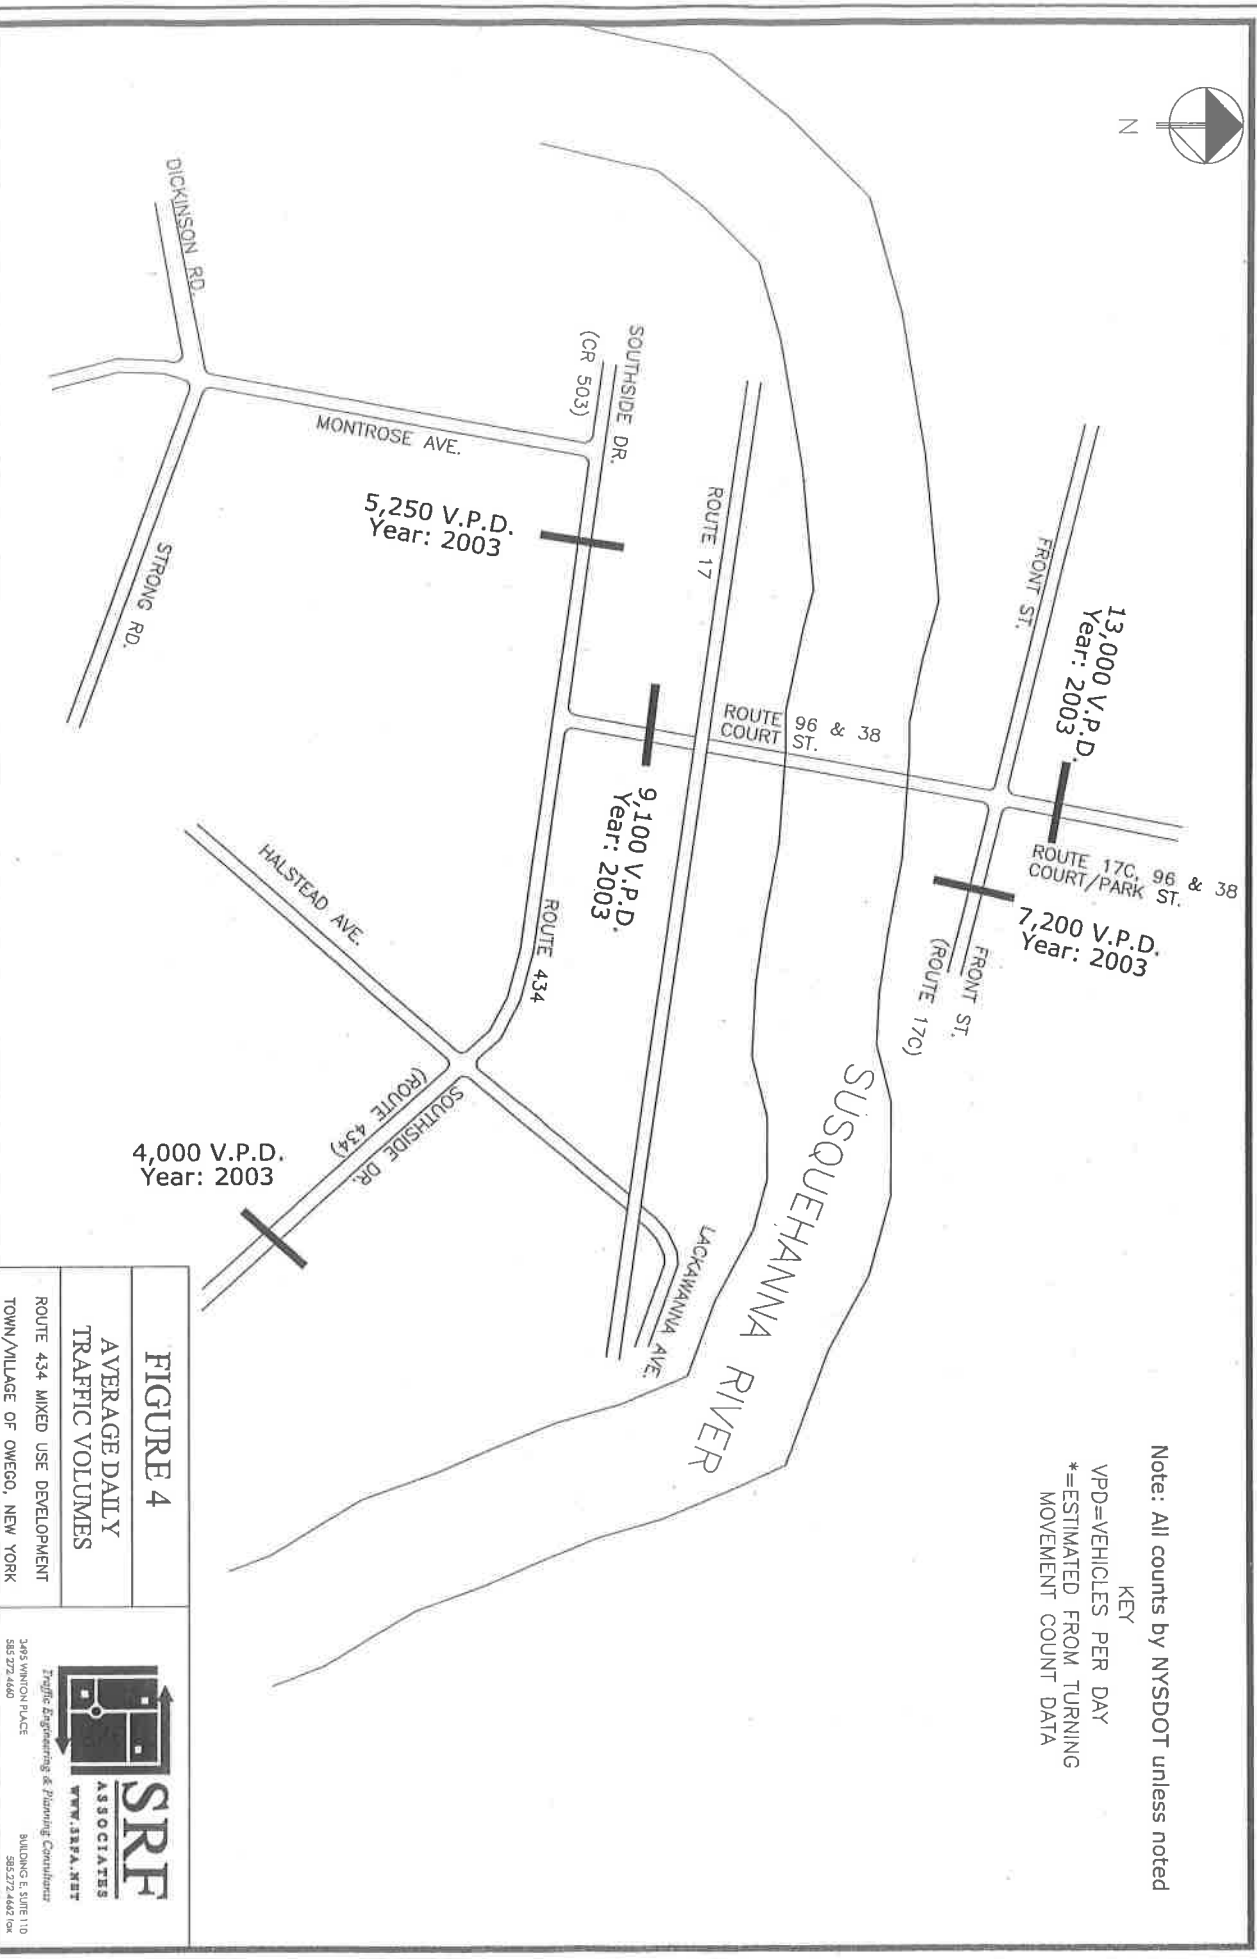 N
Note: All counts by NYSDOT unless noted
KEY
VPD=VEHICLES PER DAY
*=ESTIMATED FROM TURNING
MOVEMENT COUNT DATA
13,000 V.P.D.
Year: 2003
ROUTE 17C, 96 & 38
COURT/PARK ST.
FRONT ST.
7,200 V.P.D.
Year: 2003
FRONT ST.
(ROUTE 17C)
SUSQUEHANNA RIVER
ROUTE 96 & 38
COURT ST.
ROUTE 17
9,100 V.P.D.
Year: 2003
LACKAWANNA AVE.
SOUTHSIDE DR.
(CR 503)
ROUTE 434
5,250 V.P.D.
Year: 2003
MONTROSE AVE.
HALSTEAD AVE.
SOUTHSIDE DR.
(ROUTE 434)
DICKINSON RD.
STRONG RD.
4,000 V.P.D.
Year: 2003
FIGURE 4
AVERAGE DAILY
TRAFFIC VOLUMES
ROUTE 434 MIXED USE DEVELOPMENT
TOWN/VILLAGE OF OWEGO, NEW YORK
SRF
ASSOCIATES
WWW.SRFA.NET
Traffic Engineering & Planning Consultants
3495 WINTON PLACE
BUILDING E, SUITE 110
585.272.4660
585.272.4662 fax